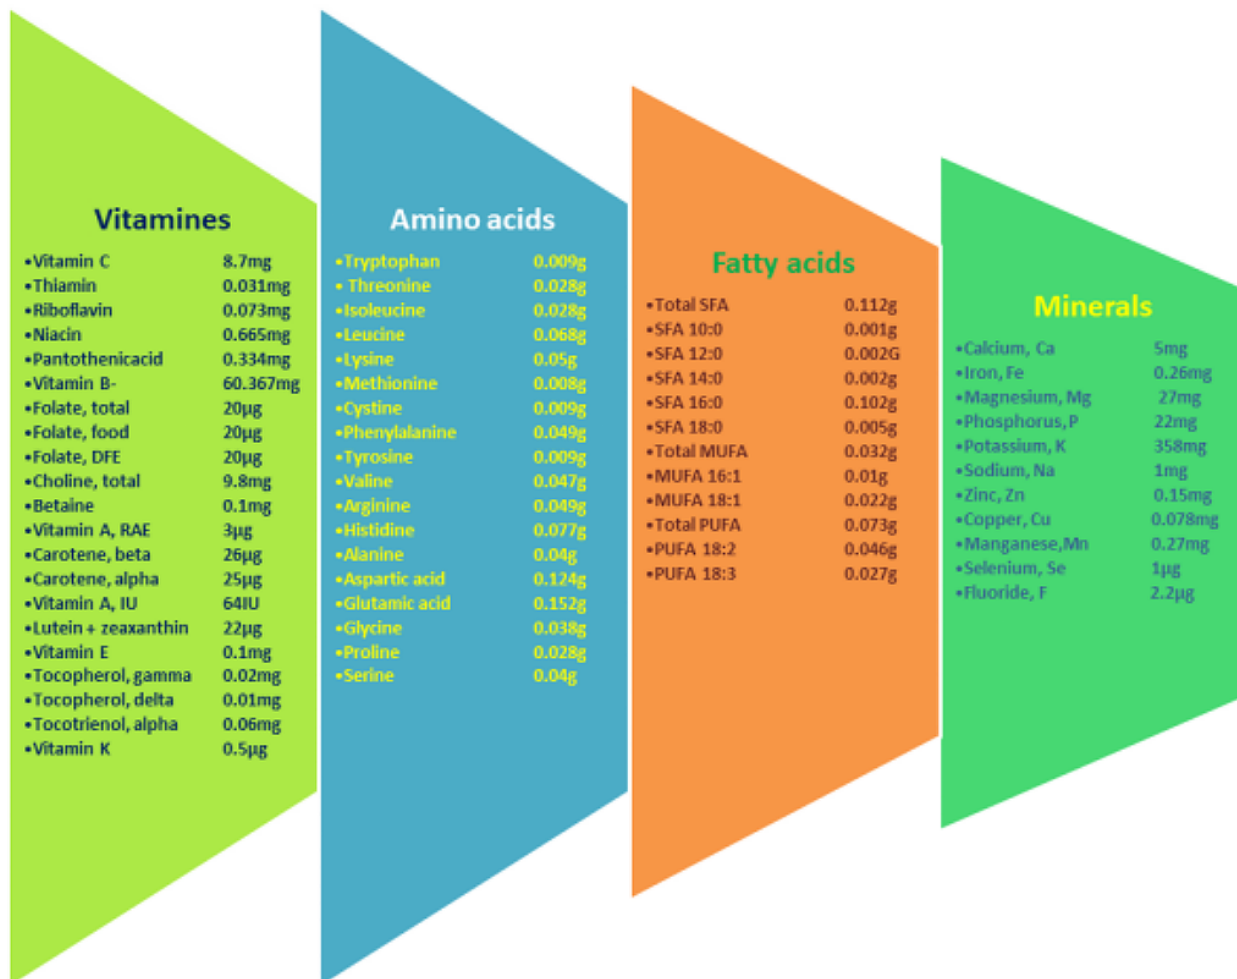 Vitamines
•Vitamin C 8.7mg
•Thiamin 0.031mg
•Riboflavin 0.073mg
•Niacin 0.665mg
•Pantothenicacid 0.334mg
•Vitamin B- 60.367mg
•Folate, total 20µg
•Folate, food 20µg
•Folate, DFE 20µg
•Choline, total 9.8mg
•Betaine 0.1mg
•Vitamin A, RAE 3µg
•Carotene, beta 26µg
•Carotene, alpha 25µg
•Vitamin A, IU 64IU
•Lutein + zeaxanthin 22µg
•Vitamin E 0.1mg
•Tocopherol, gamma 0.02mg
•Tocopherol, delta 0.01mg
•Tocotrienol, alpha 0.06mg
•Vitamin K 0.5µg
Amino acids
•Tryptophan 0.009g
• Threonine 0.028g
•Isoleucine 0.028g
•Leucine 0.068g
•Lysine 0.05g
•Methionine 0.008g
•Cystine 0.009g
•Phenylalanine 0.049g
•Tyrosine 0.009g
•Valine 0.047g
•Arginine 0.049g
•Histidine 0.077g
•Alanine 0.04g
•Aspartic acid 0.124g
•Glutamic acid 0.152g
•Glycine 0.038g
•Proline 0.028g
•Serine 0.04g
Fatty acids
•Total SFA 0.112g
•SFA 10:0 0.001g
•SFA 12:0 0.002G
•SFA 14:0 0.002g
•SFA 16:0 0.102g
•SFA 18:0 0.005g
•Total MUFA 0.032g
•MUFA 16:1 0.01g
•MUFA 18:1 0.022g
•Total PUFA 0.073g
•PUFA 18:2 0.046g
•PUFA 18:3 0.027g
Minerals
•Calcium, Ca 5mg
•Iron, Fe 0.26mg
•Magnesium, Mg 27mg
•Phosphorus, P 22mg
•Potassium, K 358mg
•Sodium, Na 1mg
•Zinc, Zn 0.15mg
•Copper, Cu 0.078mg
•Manganese,Mn 0.27mg
•Selenium, Se 1µg
•Fluoride, F 2.2µg